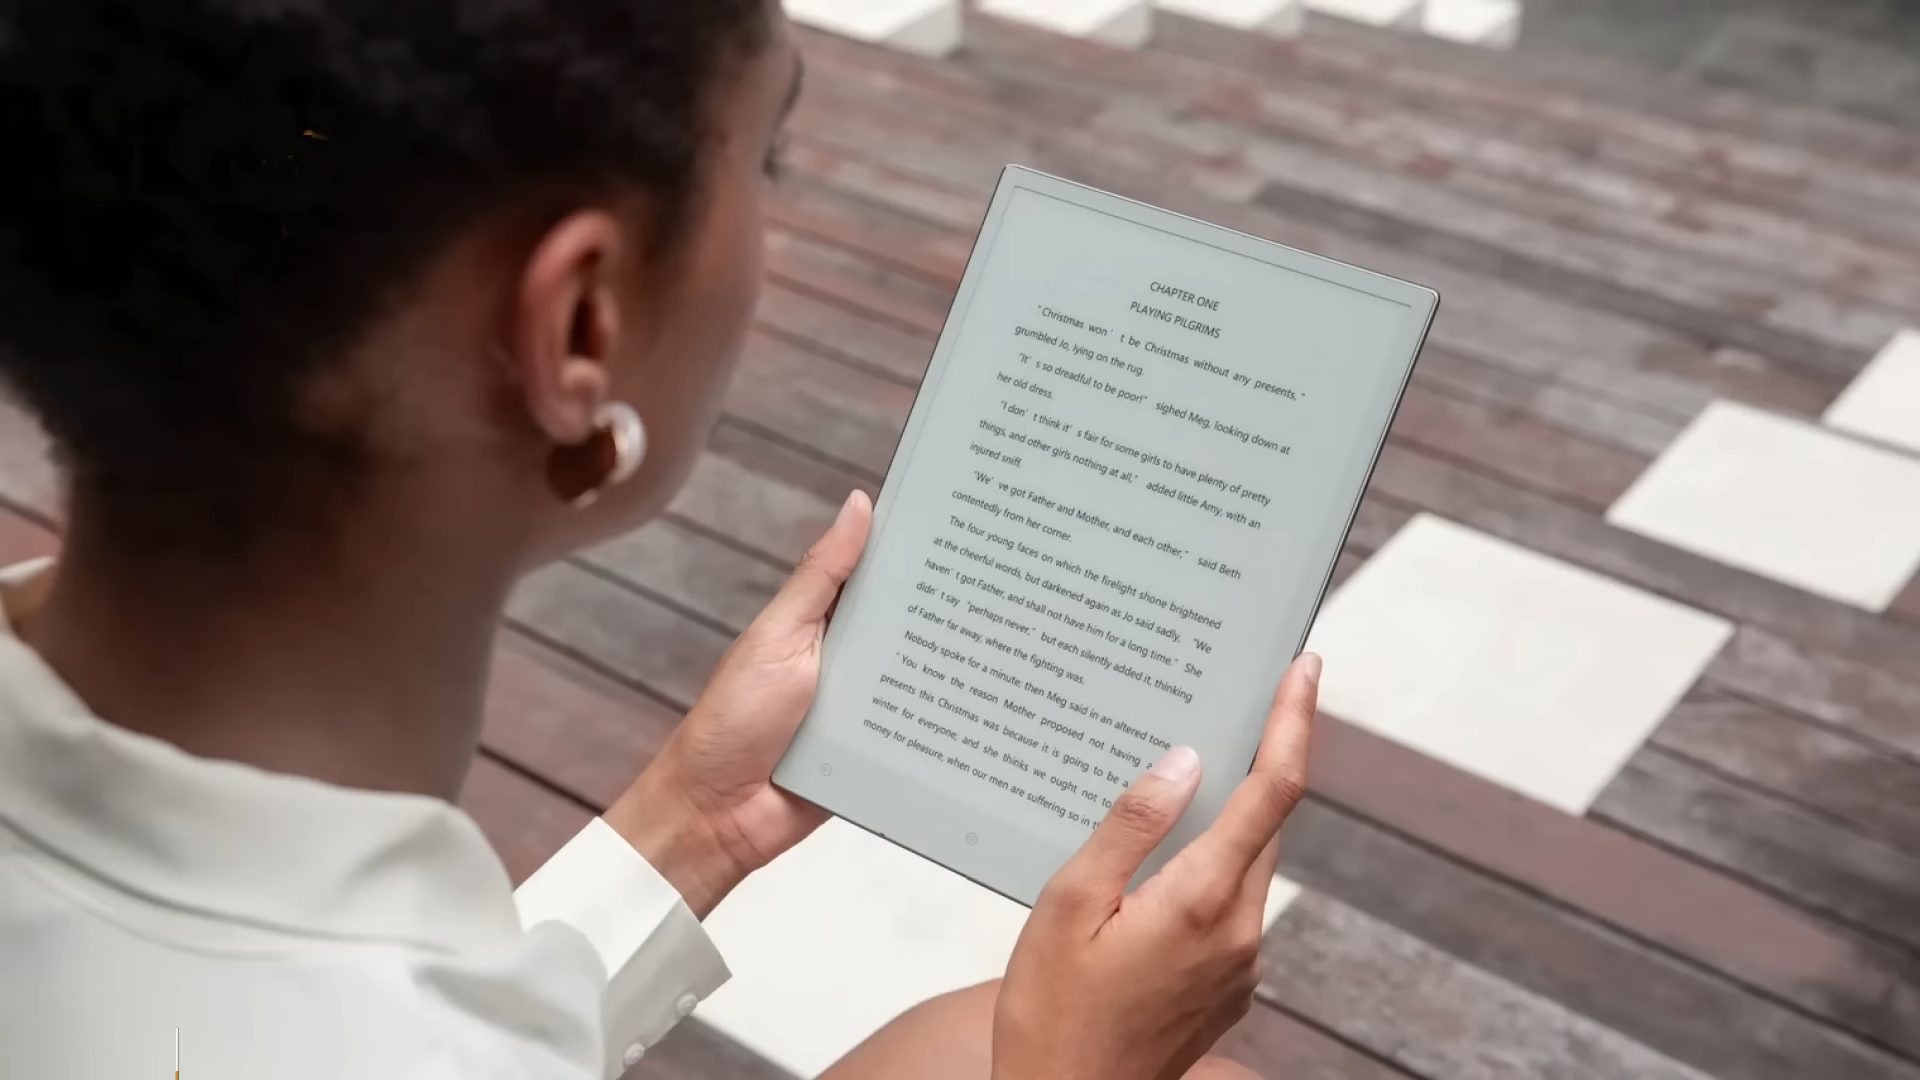 CHAPTER ONE
PLAYING PILGRIMS
"Christmas won' t be Christmas without any presents, "
grumbled Jo, lying on the rug.
"It' s so dreadful to be poor!" sighed Meg, looking down at
her old dress.
"I don' t think it' s fair for some girls to have plenty of pretty
things, and other girls nothing at all," added little Amy, with an
injured sniff.
"We' ve got Father and Mother, and each other," said Beth
contentedly from her corner.
The four young faces on which the firelight shone brightened
at the cheerful words, but darkened again as Jo said sadly. "We
haven' t got Father, and shall not have him for a long time." She
didn' t say "perhaps never," but each silently added it, thinking
of Father far away, where the fighting was.
Nobody spoke for a minute; then Meg said in an altered tone
"You know the reason Mother proposed not having a
presents this Christmas was because it is going to be a
winter for everyone; and she thinks we ought not to
money for pleasure, when our men are suffering so in